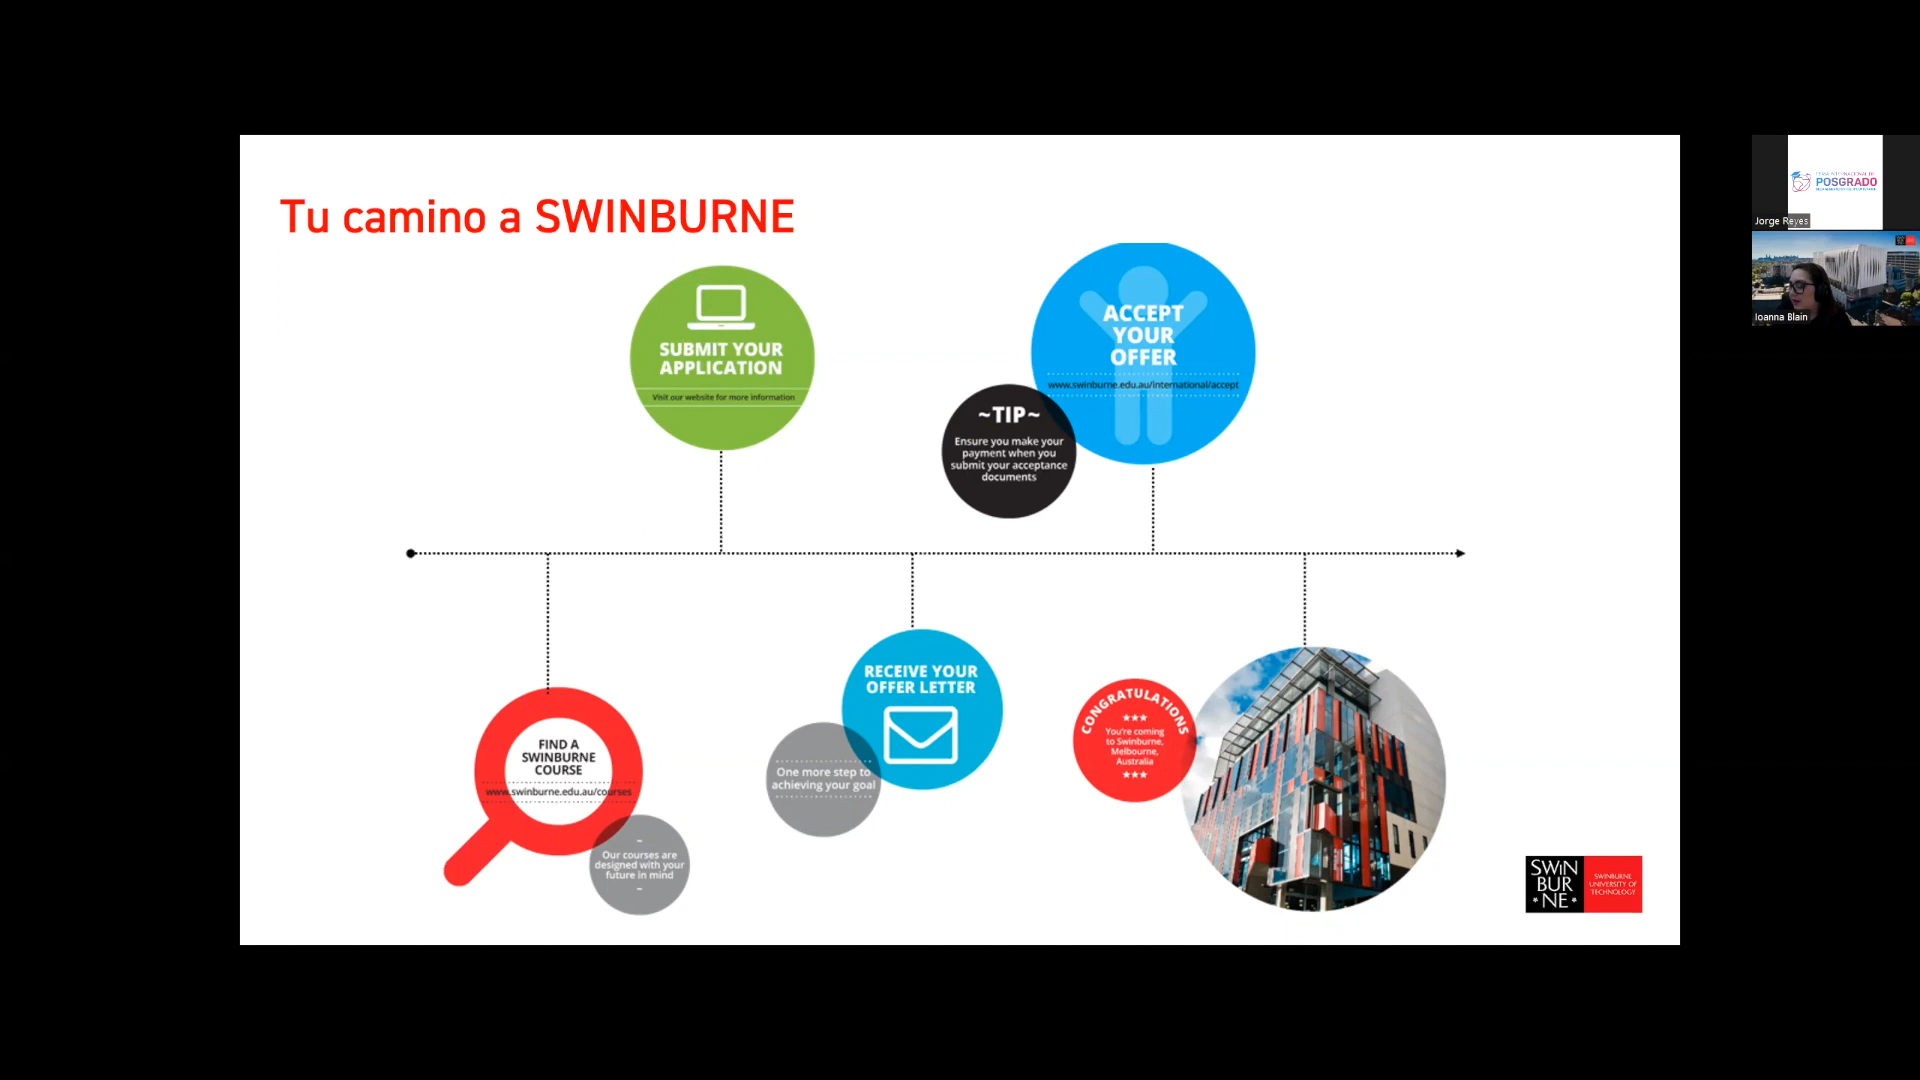 Tu camino a SWINBURNE
SUBMIT YOUR
APPLICATION
Visit our website for more information
ACCEPT
YOUR
OFFER
www.swinburne.edu.au/international/accept
~TIP~
Ensure you make your
payment when you
submit your acceptance
documents
FIND A
SWINBURNE
COURSE
www.swinburne.edu.au/courses
~
Our courses are
designed with your
future in mind
~
RECEIVE YOUR
OFFER LETTER
One more step to
achieving your goal
CONGRATULATIONS
You're coming
to Swinburne,
Melbourne,
Australia
SWIN
BUR
*NE*
SWINBURNE
UNIVERSITY OF
TECHNOLOGY
POSGRADO
Jorge Reyes
Ioanna Blain